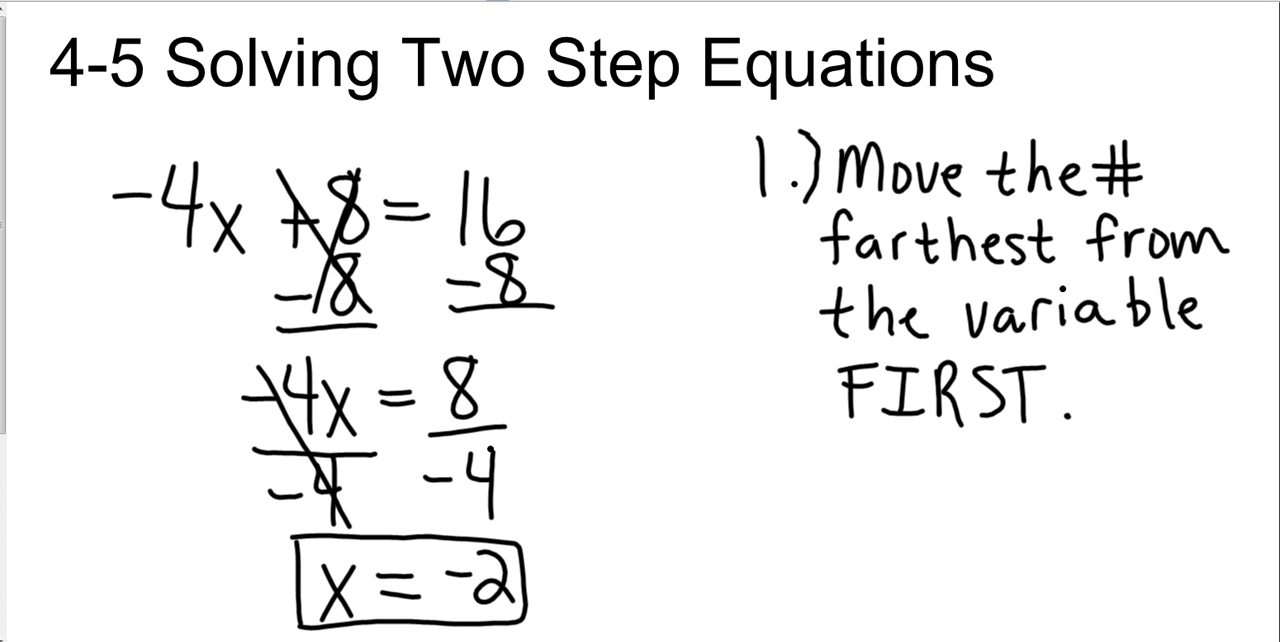 4-5 Solving Two Step Equations
-4x +8 = 16
-8 -8
-4x = 8
-4 -4
x = -2
1.) Move the #
farthest from
the variable
FIRST.